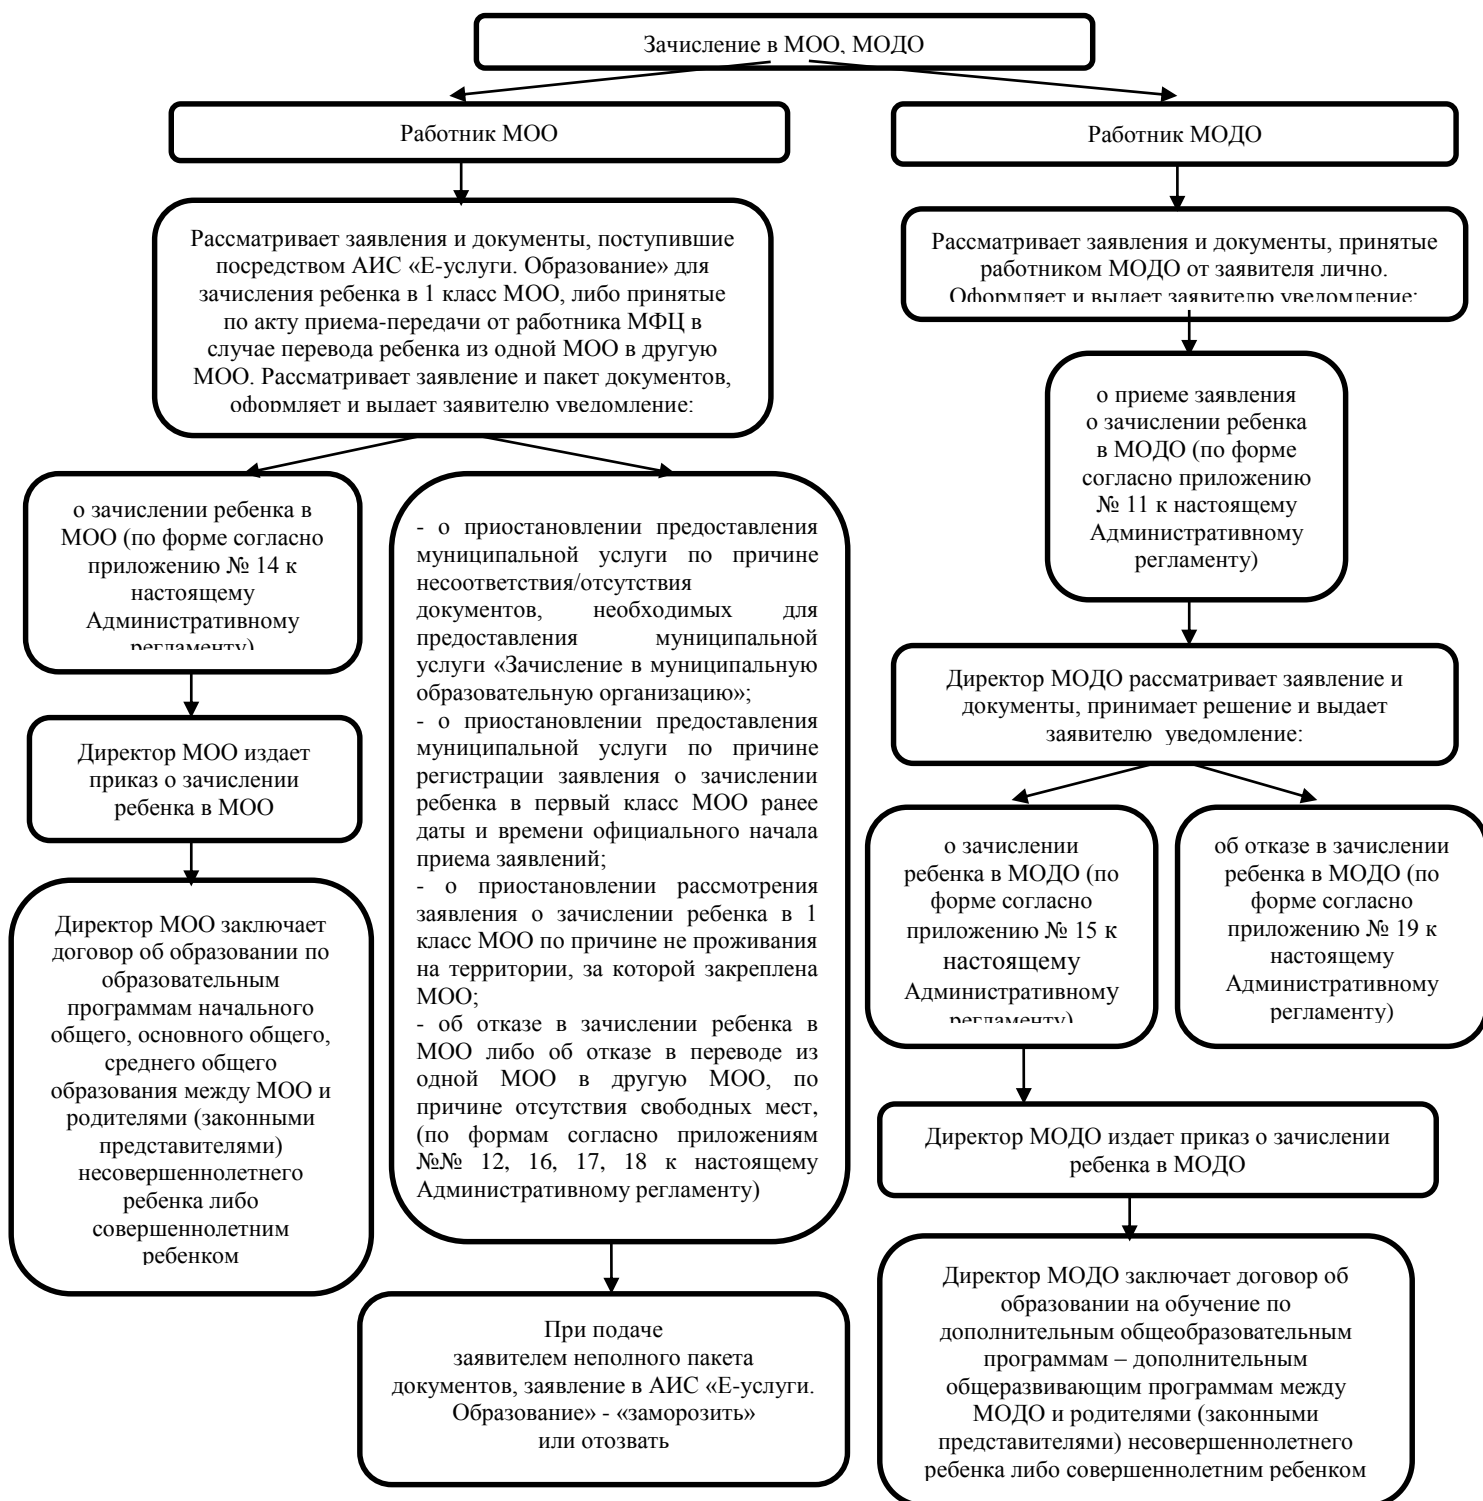 Зачисление в МОО, МОДО
Работник МОО
Рассматривает заявления и документы, поступившие
посредством АИС «Е-услуги. Образование» для
зачисления ребенка в 1 класс МОО, либо принятые
по акту приема-передачи от работника МФЦ в
случае перевода ребенка из одной МОО в другую
МОО. Рассматривает заявление и пакет документов,
оформляет и выдает заявителю уведомление:
о зачислении ребенка в
МОО (по форме согласно
приложению № 14 к
настоящему
Административному
регламенту)
Директор МОО издает
приказ о зачислении
ребенка в МОО
Директор МОО заключает
договор об образовании по
образовательным
программам начального
общего, основного общего,
среднего общего
образования между МОО и
родителями (законными
представителями)
несовершеннолетнего
ребенка либо
совершеннолетним
ребенком
- о приостановлении предоставления
муниципальной услуги по причине
несоответствия/отсутствия
документов, необходимых для
предоставления муниципальной
услуги «Зачисление в муниципальную
образовательную организацию»;
- о приостановлении предоставления
муниципальной услуги по причине
регистрации заявления о зачислении
ребенка в первый класс МОО ранее
даты и времени официального начала
приема заявлений;
- о приостановлении рассмотрения
заявления о зачислении ребенка в 1
класс МОО по причине не проживания
на территории, за которой закреплена
МОО;
- об отказе в зачислении ребенка в
МОО либо об отказе в переводе из
одной МОО в другую МОО, по
причине отсутствия свободных мест,
(по формам согласно приложениям
№№ 12, 16, 17, 18 к настоящему
Административному регламенту)
При подаче
заявителем неполного пакета
документов, заявление в АИС «Е-услуги.
Образование» - «заморозить»
или отозвать
Работник МОДО
Рассматривает заявления и документы, принятые
работником МОДО от заявителя лично.
Оформляет и выдает заявителю уведомление:
о приеме заявления
о зачислении ребенка
в МОДО (по форме
согласно приложению
№ 11 к настоящему
Административному
регламенту)
Директор МОДО рассматривает заявление и
документы, принимает решение и выдает
заявителю уведомление:
о зачислении
ребенка в МОДО (по
форме согласно
приложению № 15 к
настоящему
Административному
регламенту)
об отказе в зачислении
ребенка в МОДО (по
форме согласно
приложению № 19 к
настоящему
Административному
регламенту)
Директор МОДО издает приказ о зачислении
ребенка в МОДО
Директор МОДО заключает договор об
образовании на обучение по
дополнительным общеобразовательным
программам – дополнительным
общеразвивающим программам между
МОДО и родителями (законными
представителями) несовершеннолетнего
ребенка либо совершеннолетним ребенком